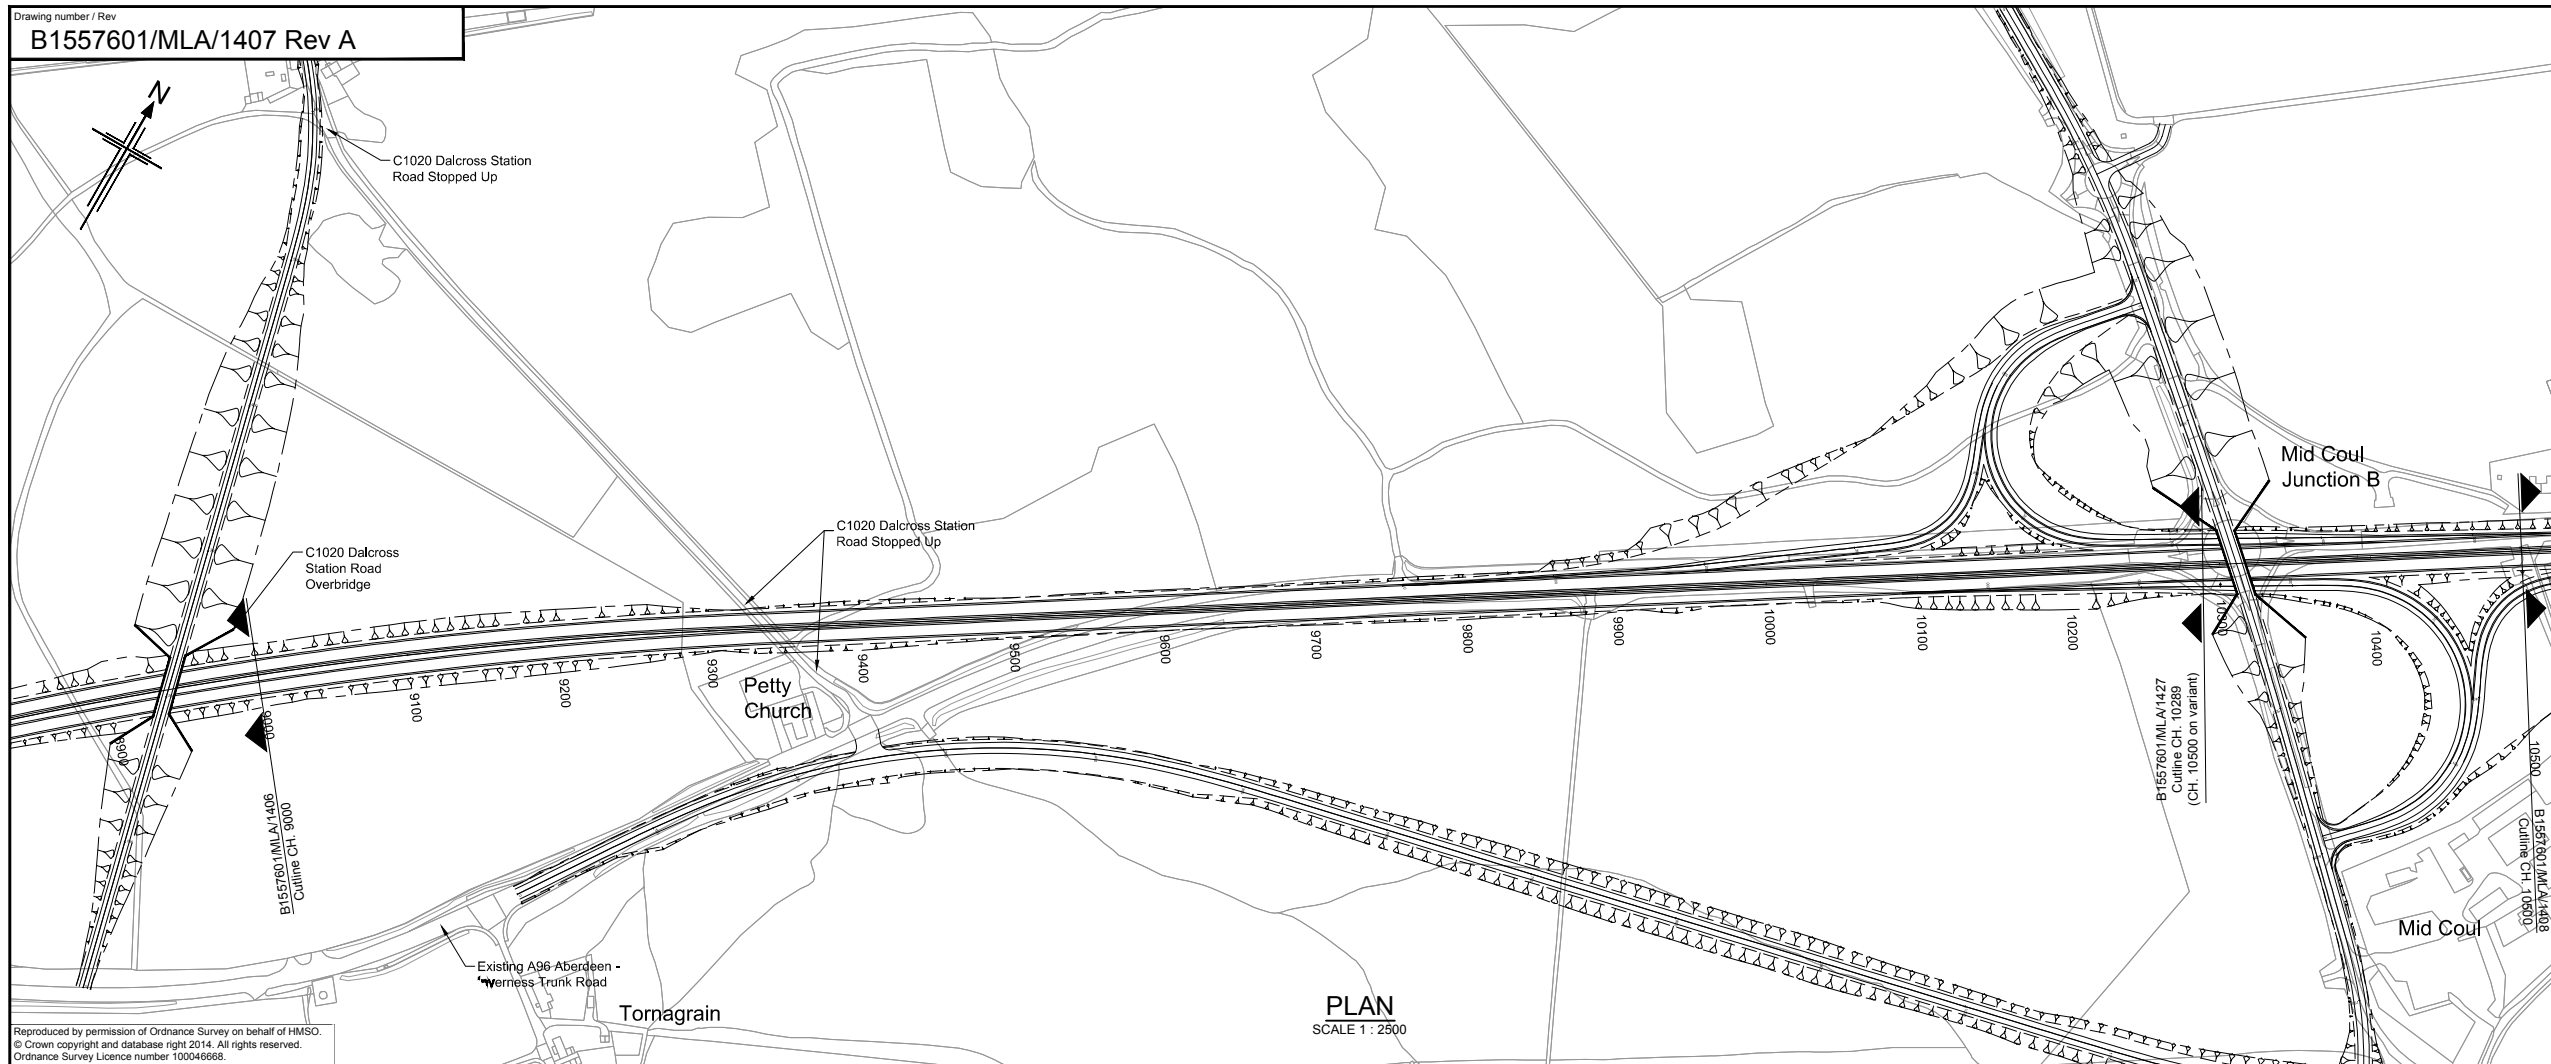 Drawing number / Rev
B1557601/MLA/1407 Rev A
N
C1020 Dalcross Station
Road Stopped Up
C1020 Dalcross
Station Road
Overbridge
C1020 Dalcross Station
Road Stopped Up
Mid Coul
Junction B
8900
9000
9100
9200
9300
9400
9500
9600
9700
9800
9900
10000
10100
10200
10300
10400
10500
Petty
Church
B1557601/MLA/1406
Cutline CH. 9000
B1557601/MLA/1427
Cutline CH. 10289
(CH. 10500 on variant)
B1557601/MLA/1408
Cutline CH. 10500
Mid Coul
Existing A96 Aberdeen -
Trunk Road
Tornagrain
PLAN
SCALE 1 : 2500
Reproduced by permission of Ordnance Survey on behalf of HMSO.
© Crown copyright and database right 2014. All rights reserved.
Ordnance Survey Licence number 100046668.